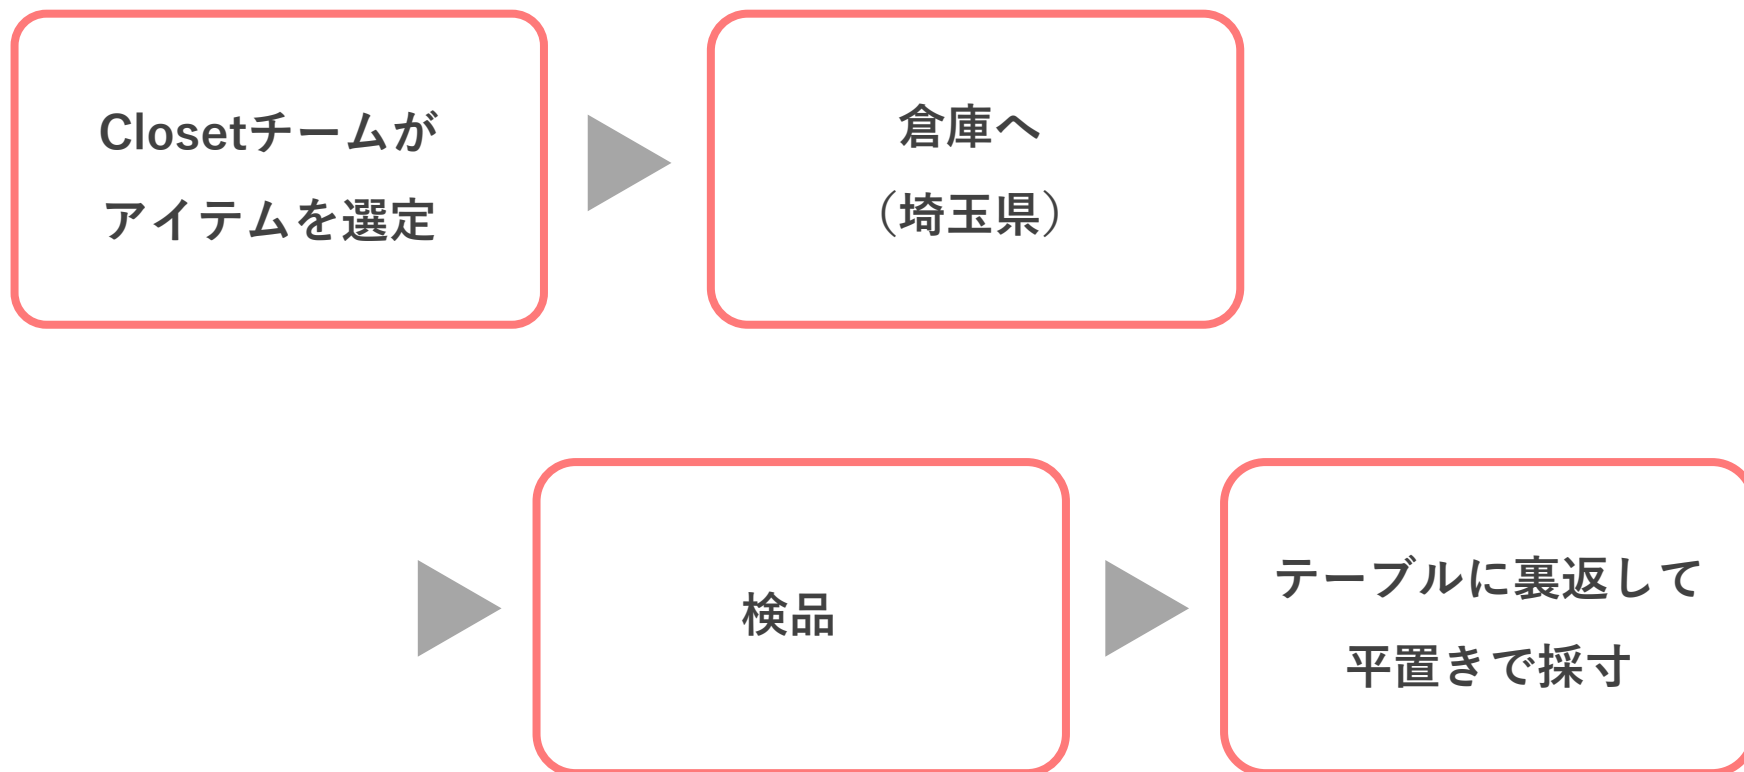 Closetチームが
アイテムを選定
倉庫へ
（埼玉県）
検品
テーブルに裏返して
平置きで採寸